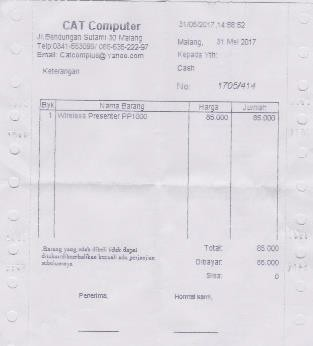 CAT Computer
Jl.Bendungan Sutami 30 Malang
Telp:0341-563095/ 085-635-222-97
Email: Catcomplus@Yahoo.com
Keterangan
31/05/2017,14:58:52
Malang, 31 Mei 2017
Kepada Yth:
Cash
No: 1705/414
Byk Nama Barang Harga Jumlah
1 Wireless Presenter PP1000 85.000 85.000
Barang yang sdah dibeli tidak dapat
ditukar/dikembalikan kecuali ada perjanjian
sebelumnya
Total: 85.000
Dibayar: 85.000
Sisa: 0
Penerima,
Hormat kami,